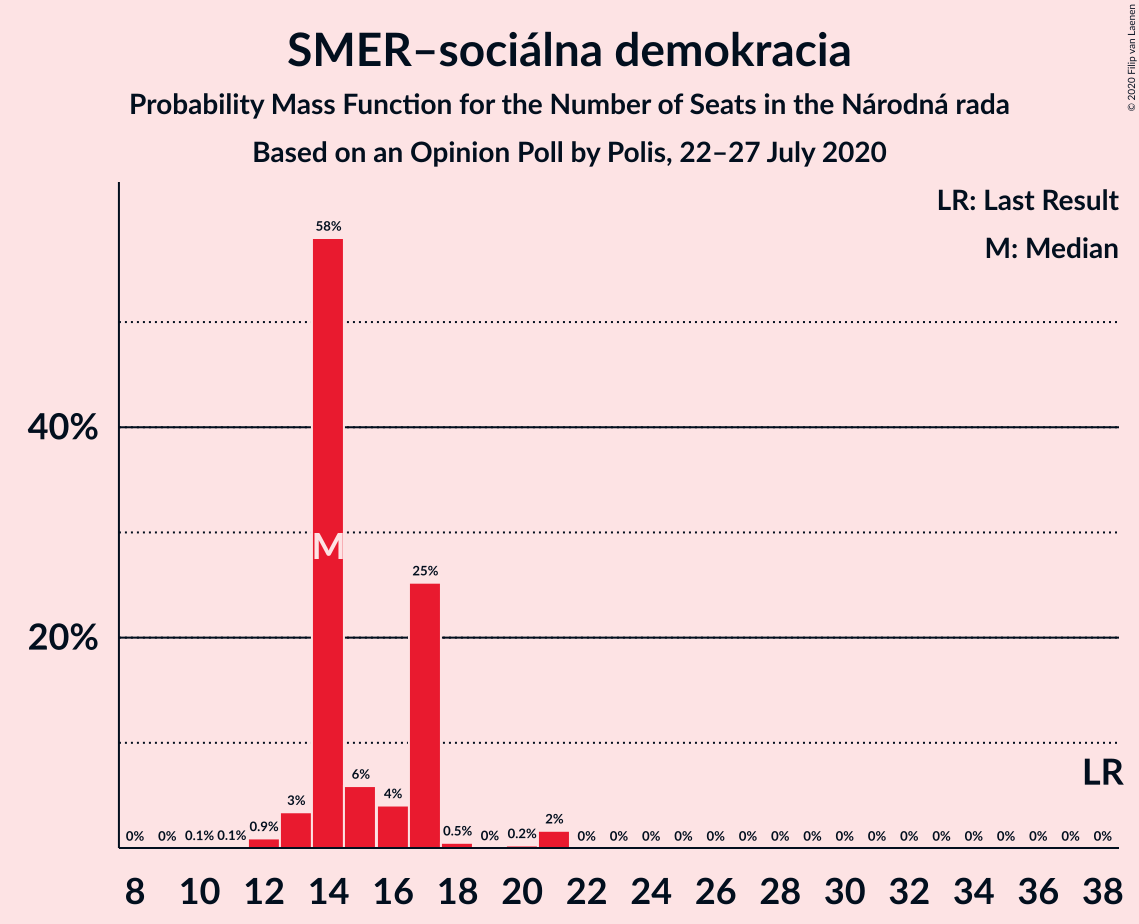 SMER–sociálna demokracia
Probability Mass Function for the Number of Seats in the Národná rada
Based on an Opinion Poll by Polis, 22–27 July 2020
© 2020 Filip van Laenen
LR: Last Result
M: Median
40%
20%
0% 0% 0.1% 0.1% 0.9% 3% 58% 6% 4% 25% 0.5% 0% 0.2% 2% 0% 0% 0% 0% 0% 0% 0% 0% 0% 0% 0% 0% 0% 0% 0% 0% 0%
M
LR
8 10 12 14 16 18 20 22 24 26 28 30 32 34 36 38